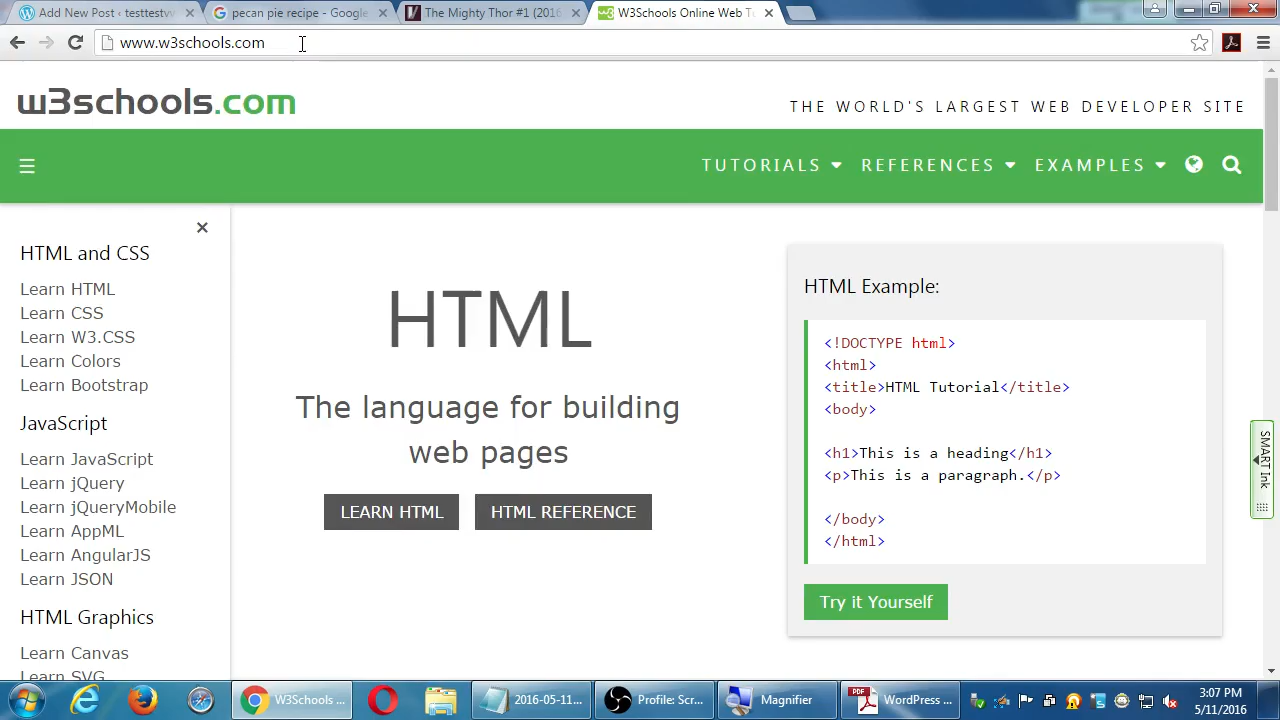 Add New Post ‹ testtestw
pecan pie recipe - Google
The Mighty Thor #1 (2016
W3Schools Online Web Tu
www.w3schools.com
w3schools.com
THE WORLD'S LARGEST WEB DEVELOPER SITE
TUTORIALS
REFERENCES
EXAMPLES
HTML and CSS
Learn HTML
Learn CSS
Learn W3.CSS
Learn Colors
Learn Bootstrap
JavaScript
Learn JavaScript
Learn jQuery
Learn jQueryMobile
Learn AppML
Learn AngularJS
Learn JSON
HTML Graphics
Learn Canvas
Learn SVG
HTML
The language for building
web pages
LEARN HTML
HTML REFERENCE
HTML Example:
<!DOCTYPE html>
<html>
<title>HTML Tutorial</title>
<body>
<h1>This is a heading</h1>
<p>This is a paragraph.</p>
</body>
</html>
Try it Yourself
SMART Ink
W3Schools ...
2016-05-11...
Profile: Scr...
Magnifier
PDF
WordPress ...
3:07 PM
5/11/2016